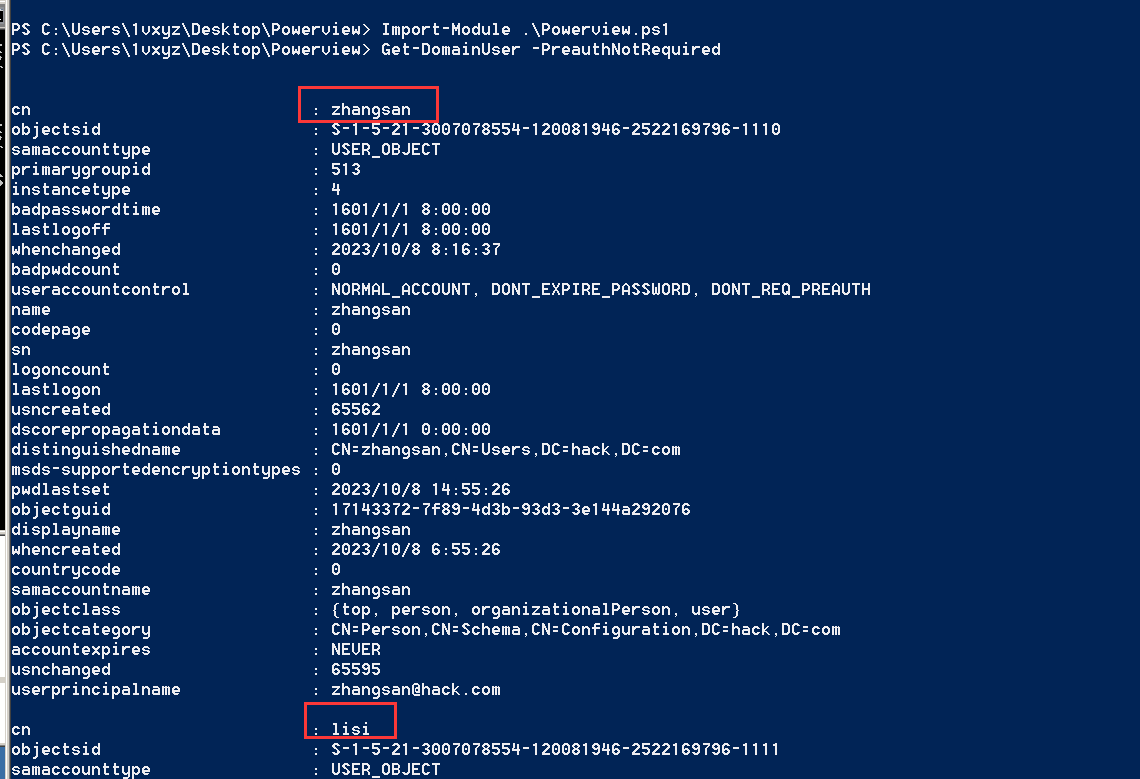 PS C:\Users\1vxyz\Desktop\Powerview> Import-Module .\Powerview.ps1
PS C:\Users\1vxyz\Desktop\Powerview> Get-DomainUser -PreauthNotRequired
cn : zhangsan
objectsid : S-1-5-21-3007078554-120081946-2522169796-1110
samaccounttype : USER_OBJECT
primarygroupid : 513
instancetype : 4
badpasswordtime : 1601/1/1 8:00:00
lastlogoff : 1601/1/1 8:00:00
whenchanged : 2023/10/8 8:16:37
badpwdcount : 0
useraccountcontrol : NORMAL_ACCOUNT, DONT_EXPIRE_PASSWORD, DONT_REQ_PREAUTH
name : zhangsan
codepage : 0
sn : zhangsan
logoncount : 0
lastlogon : 1601/1/1 8:00:00
usncreated : 65562
dscorepropagationdata : 1601/1/1 0:00:00
distinguishedname : CN=zhangsan,CN=Users,DC=hack,DC=com
msds-supportedencryptiontypes : 0
pwdlastset : 2023/10/8 14:55:26
objectguid : 17143372-7f89-4d3b-93d3-3e144a292076
displayname : zhangsan
whencreated : 2023/10/8 6:55:26
countrycode : 0
samaccountname : zhangsan
objectclass : {top, person, organizationalPerson, user}
objectcategory : CN=Person,CN=Schema,CN=Configuration,DC=hack,DC=com
accountexpires : NEVER
usnchanged : 65595
userprincipalname : zhangsan@hack.com
cn : lisi
objectsid : S-1-5-21-3007078554-120081946-2522169796-1111
samaccounttype : USER_OBJECT